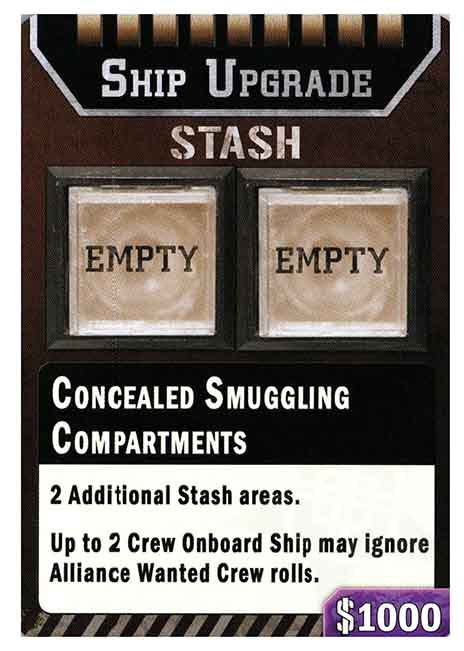 Ship Upgrade
STASH
EMPTY EMPTY
Concealed Smuggling
Compartments
2 Additional Stash areas.
Up to 2 Crew Onboard Ship may ignore
Alliance Wanted Crew rolls.
$1000